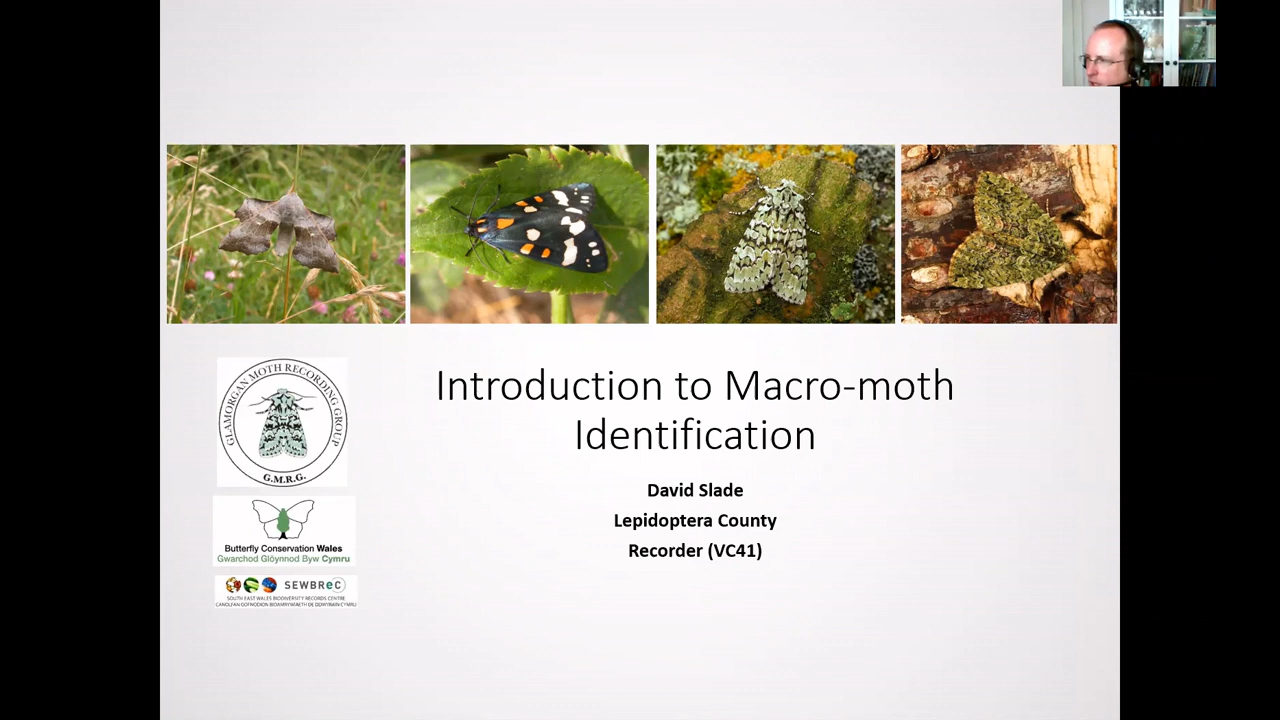 Introduction to Macro-moth
Identification
David Slade
Lepidoptera County
Recorder (VC41)
GLAMORGAN MOTH RECORDING GROUP
G.M.R.G.
Butterfly Conservation Wales
Gwarchod Glöynnod Byw Cymru
SEWBReC
SOUTH EAST WALES BIODIVERSITY RECORDS CENTRE
CANOLFAN GOFNODION BIOAMRYWIAETH DE DDWYRAIN CYMRU